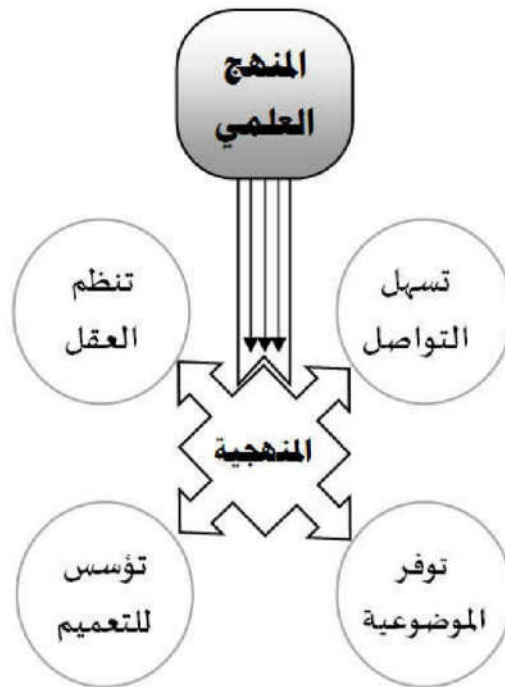 المنهج
العلمي
تسهل
التواصل
تنظم
العقل
المنهجية
توفر
الموضوعية
تؤسس
للتعميم